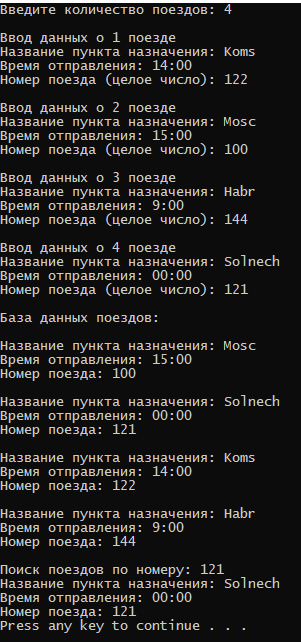 Введите количество поездов: 4
Ввод данных о 1 поезде
Название пункта назначения: Koms
Время отправления: 14:00
Номер поезда (целое число): 122
Ввод данных о 2 поезде
Название пункта назначения: Mosc
Время отправления: 15:00
Номер поезда (целое число): 100
Ввод данных о 3 поезде
Название пункта назначения: Habr
Время отправления: 9:00
Номер поезда (целое число): 144
Ввод данных о 4 поезде
Название пункта назначения: Solnech
Время отправления: 00:00
Номер поезда (целое число): 121
База данных поездов:
Название пункта назначения: Mosc
Время отправления: 15:00
Номер поезда: 100
Название пункта назначения: Solnech
Время отправления: 00:00
Номер поезда: 121
Название пункта назначения: Koms
Время отправления: 14:00
Номер поезда: 122
Название пункта назначения: Habr
Время отправления: 9:00
Номер поезда: 144
Поиск поездов по номеру: 121
Название пункта назначения: Solnech
Время отправления: 00:00
Номер поезда: 121
Press any key to continue . . .